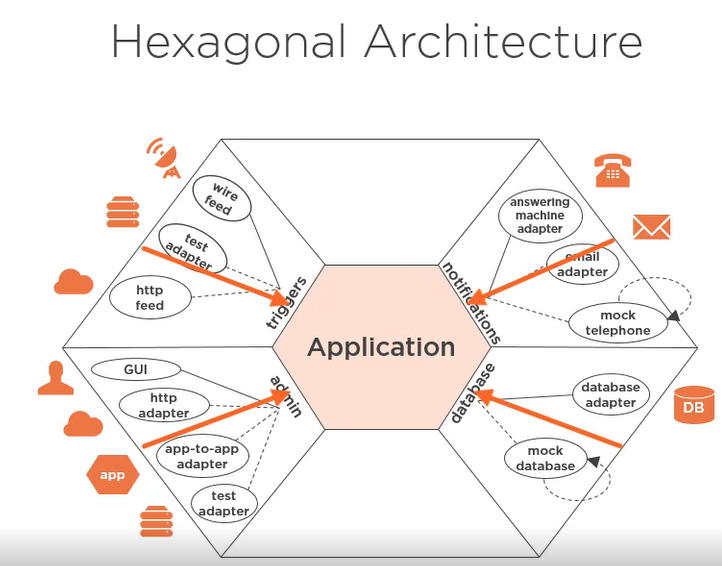 Hexagonal Architecture
wire
feed
test
adapter
http
feed
triggers
answering
machine
adapter
email
adapter
mock
telephone
notifications
Application
GUI
http
adapter
app-to-app
adapter
test
adapter
admin
app
database
adapter
mock
database
database
DB